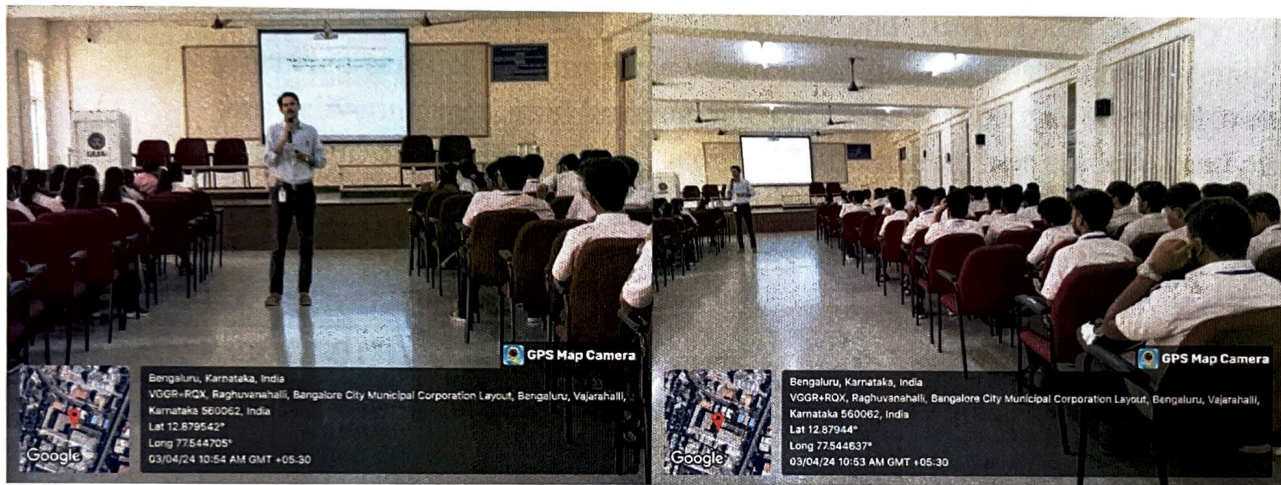 GPS Map Camera
Bengaluru, Karnataka, India
VGGR+RQX, Raghuvanahalli, Bangalore City Municipal Corporation Layout, Bengaluru, Vajarahalli,
Karnataka 560062, India
Lat 12.879542°
Long 77.544705°
03/04/24 10:54 AM GMT +05:30
Google
GPS Map Camera
Bengaluru, Karnataka, India
VGGR+RQX, Raghuvanahalli, Bangalore City Municipal Corporation Layout, Bengaluru, Vajarahalli,
Karnataka 560062, India
Lat 12.87944°
Long 77.544637°
03/04/24 10:53 AM GMT +05:30
Google